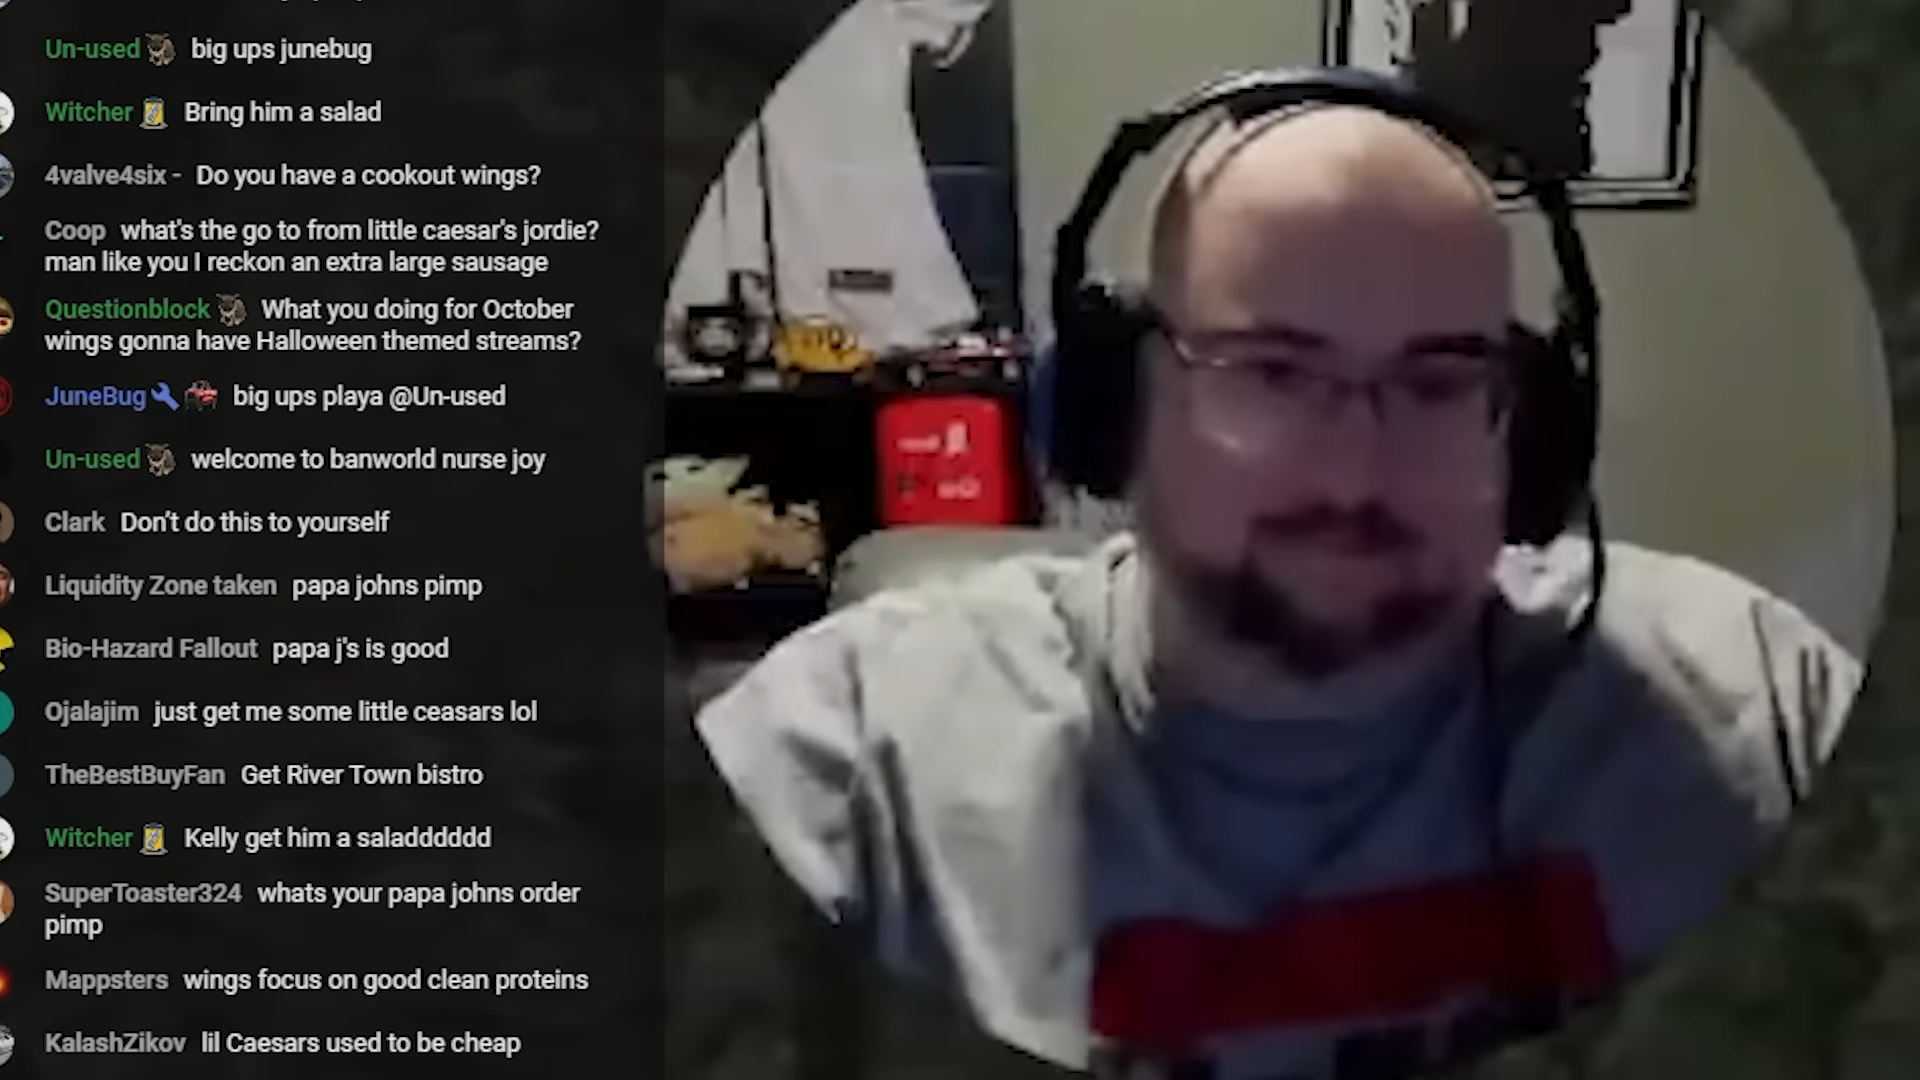 Un-used big ups junebug
Witcher Bring him a salad
4valve4six - Do you have a cookout wings?
Coop what's the go to from little caesar's jordie?
man like you I reckon an extra large sausage
Questionblock What you doing for October
wings gonna have Halloween themed streams?
JuneBug big ups playa @Un-used
Un-used welcome to banworld nurse joy
Clark Don't do this to yourself
Liquidity Zone taken papa johns pimp
Bio-Hazard Fallout papa j's is good
Ojalajim just get me some little ceasars lol
TheBestBuyFan Get River Town bistro
Witcher Kelly get him a saladddddd
SuperToaster324 whats your papa johns order
pimp
Mappsters wings focus on good clean proteins
KalashZikov lil Caesars used to be cheap